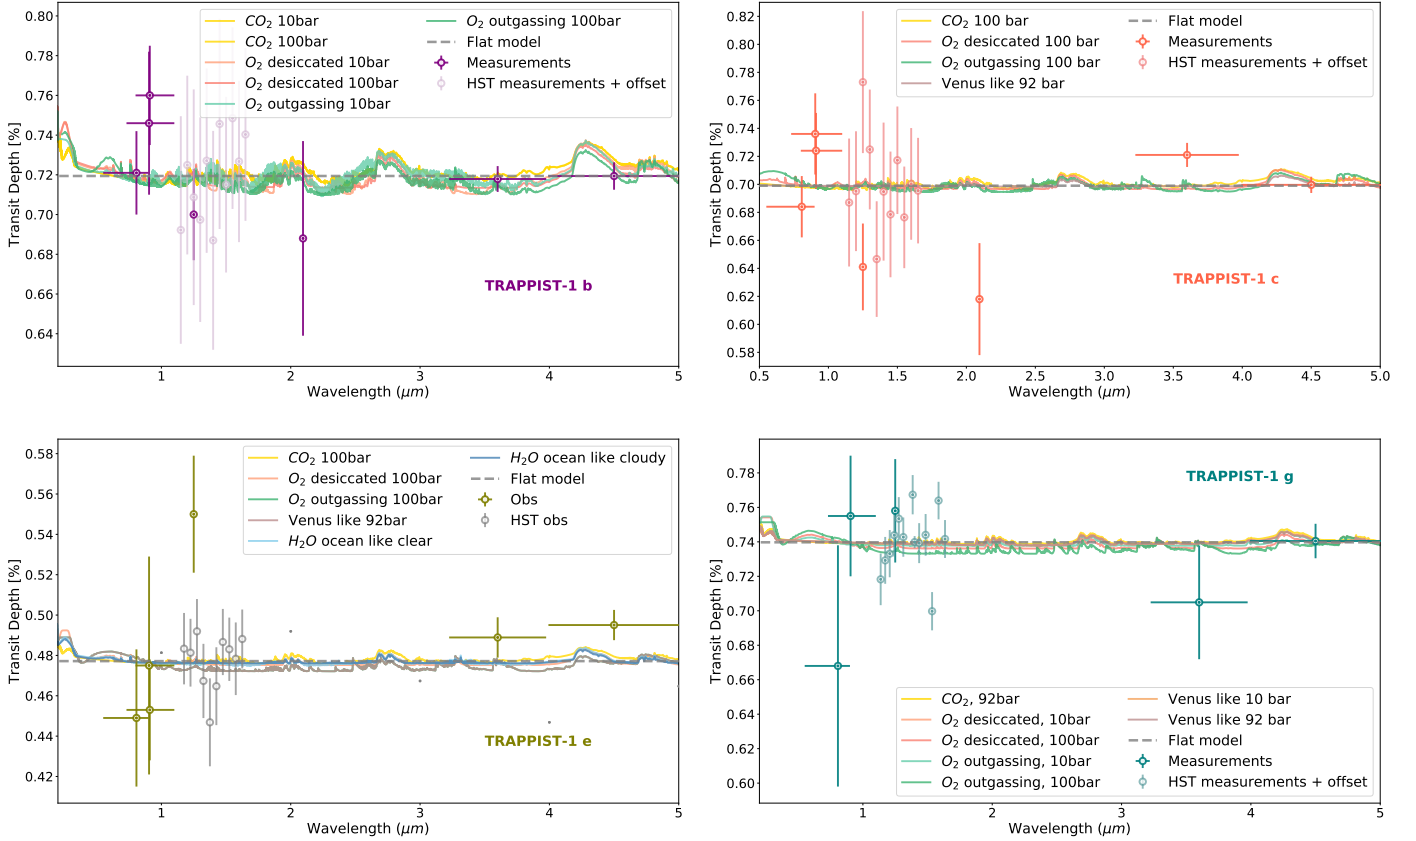 CO2 10bar
CO2 100bar
O2 desiccated 10bar
O2 desiccated 100bar
O2 outgassing 10bar
O2 outgassing 100bar
Flat model
Measurements
HST measurements + offset
0.80
0.78
0.76
0.74
0.72
0.70
0.68
0.66
0.64
Transit Depth [%]
TRAPPIST-1 b
1 2 3 4 5
Wavelength (μm)
CO2 100 bar
O2 desiccated 100 bar
O2 outgassing 100 bar
Venus like 92 bar
Flat model
Measurements
HST measurements + offset
0.82
0.80
0.78
0.76
0.74
0.72
0.70
0.68
0.66
0.64
0.62
0.60
0.58
Transit Depth [%]
TRAPPIST-1 c
0.5 1.0 1.5 2.0 2.5 3.0 3.5 4.0 4.5 5.0
Wavelength (μm)
CO2 100bar
O2 desiccated 100bar
O2 outgassing 100bar
Venus like 92bar
H2O ocean like clear
H2O ocean like cloudy
Flat model
Obs
HST obs
0.58
0.56
0.54
0.52
0.50
0.48
0.46
0.44
0.42
Transit Depth [%]
TRAPPIST-1 e
1 2 3 4 5
Wavelength (μm)
TRAPPIST-1 g
0.78
0.76
0.74
0.72
0.70
0.68
0.66
0.64
0.62
0.60
Transit Depth [%]
CO2, 92bar
O2 desiccated, 10bar
O2 desiccated, 100bar
O2 outgassing, 10bar
O2 outgassing, 100bar
Venus like 10 bar
Venus like 92 bar
Flat model
Measurements
HST measurements + offset
1 2 3 4 5
Wavelength (μm)